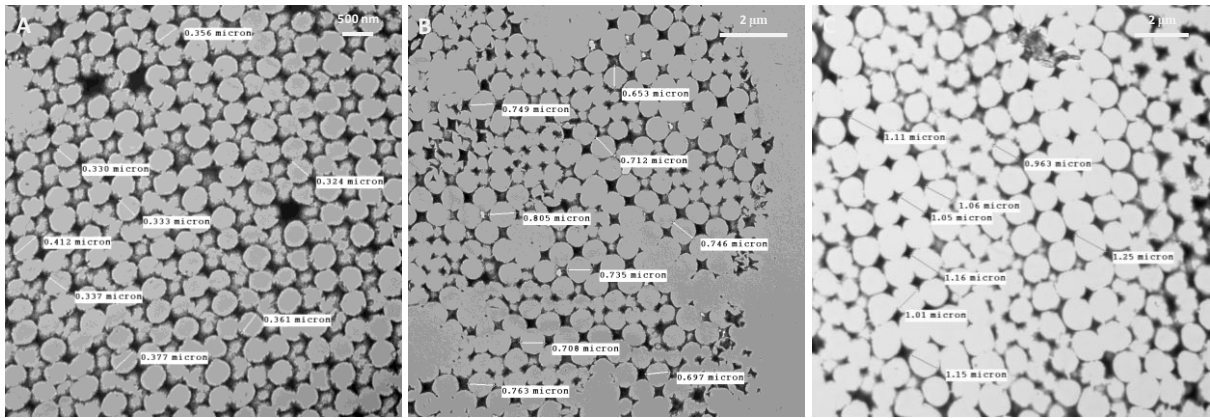 A
500 nm
0.356 micron
0.330 micron
0.324 micron
0.333 micron
0.412 micron
0.337 micron
0.361 micron
0.377 micron
B
2 μm
0.653 micron
0.749 micron
0.712 micron
0.805 micron
0.746 micron
0.735 micron
0.708 micron
0.697 micron
0.763 micron
C
2 μm
1.11 micron
0.963 micron
1.06 micron
1.05 micron
1.25 micron
1.16 micron
1.01 micron
1.15 micron